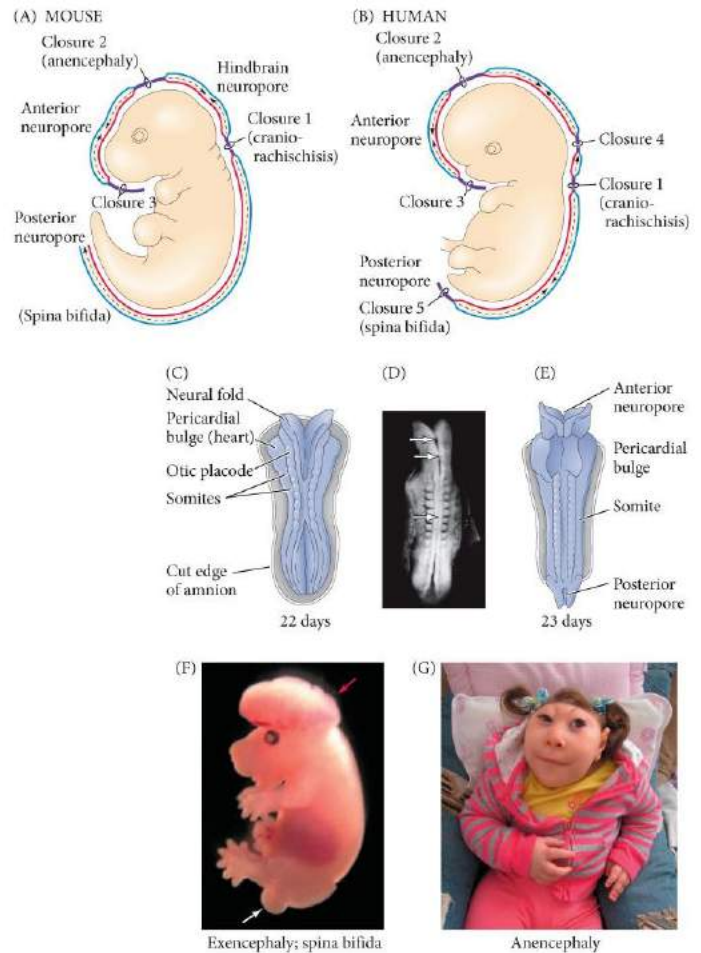 (A) MOUSE
Closure 2
(anencephaly)
Hindbrain
neuropore
Anterior
neuropore
Closure 1
(cranio-
rachischisis)
Closure 3
Posterior
neuropore
(Spina bifida)
(B) HUMAN
Closure 2
(anencephaly)
Anterior
neuropore
Closure 4
Closure 3
Closure 1
(cranio-
rachischisis)
Posterior
neuropore
Closure 5
(spina bifida)
(C)
Neural fold
Pericardial
bulge (heart)
Otic placode
Somites
Cut edge
of amnion
22 days
(D)
(E)
Anterior
neuropore
Pericardial
bulge
Somite
Posterior
neuropore
23 days
(F)
Exencephaly; spina bifida
(G)
Anencephaly